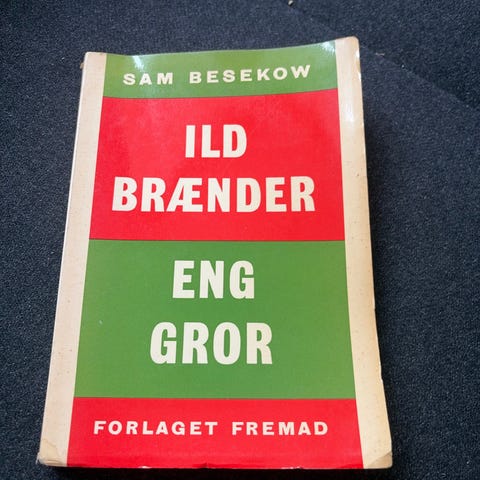 SAM BESEKOW
ILD
BRÆNDER
ENG
GROR
FORLAGET FREMAD